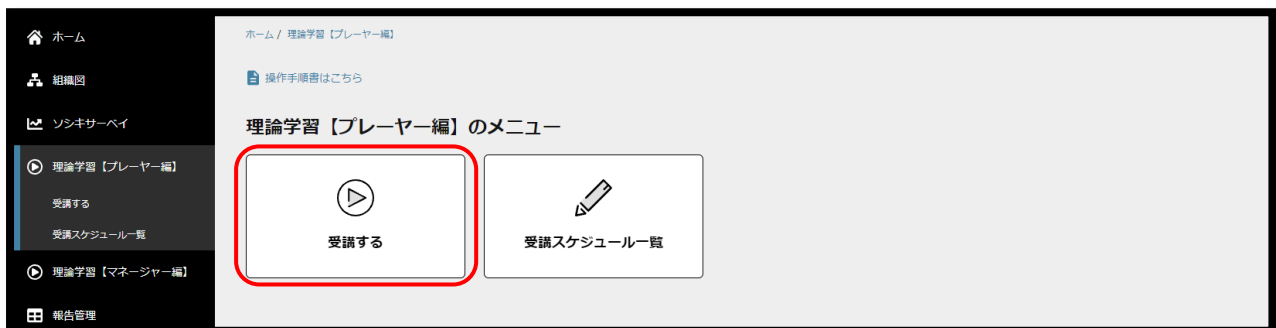 ホーム
組織図
ソシキサーベイ
理論学習【プレーヤー編】
受講する
受講スケジュール一覧
理論学習【マネージャー編】
報告管理
ホーム / 理論学習【プレーヤー編】
操作手順書はこちら
理論学習【プレーヤー編】のメニュー
受講する
受講スケジュール一覧